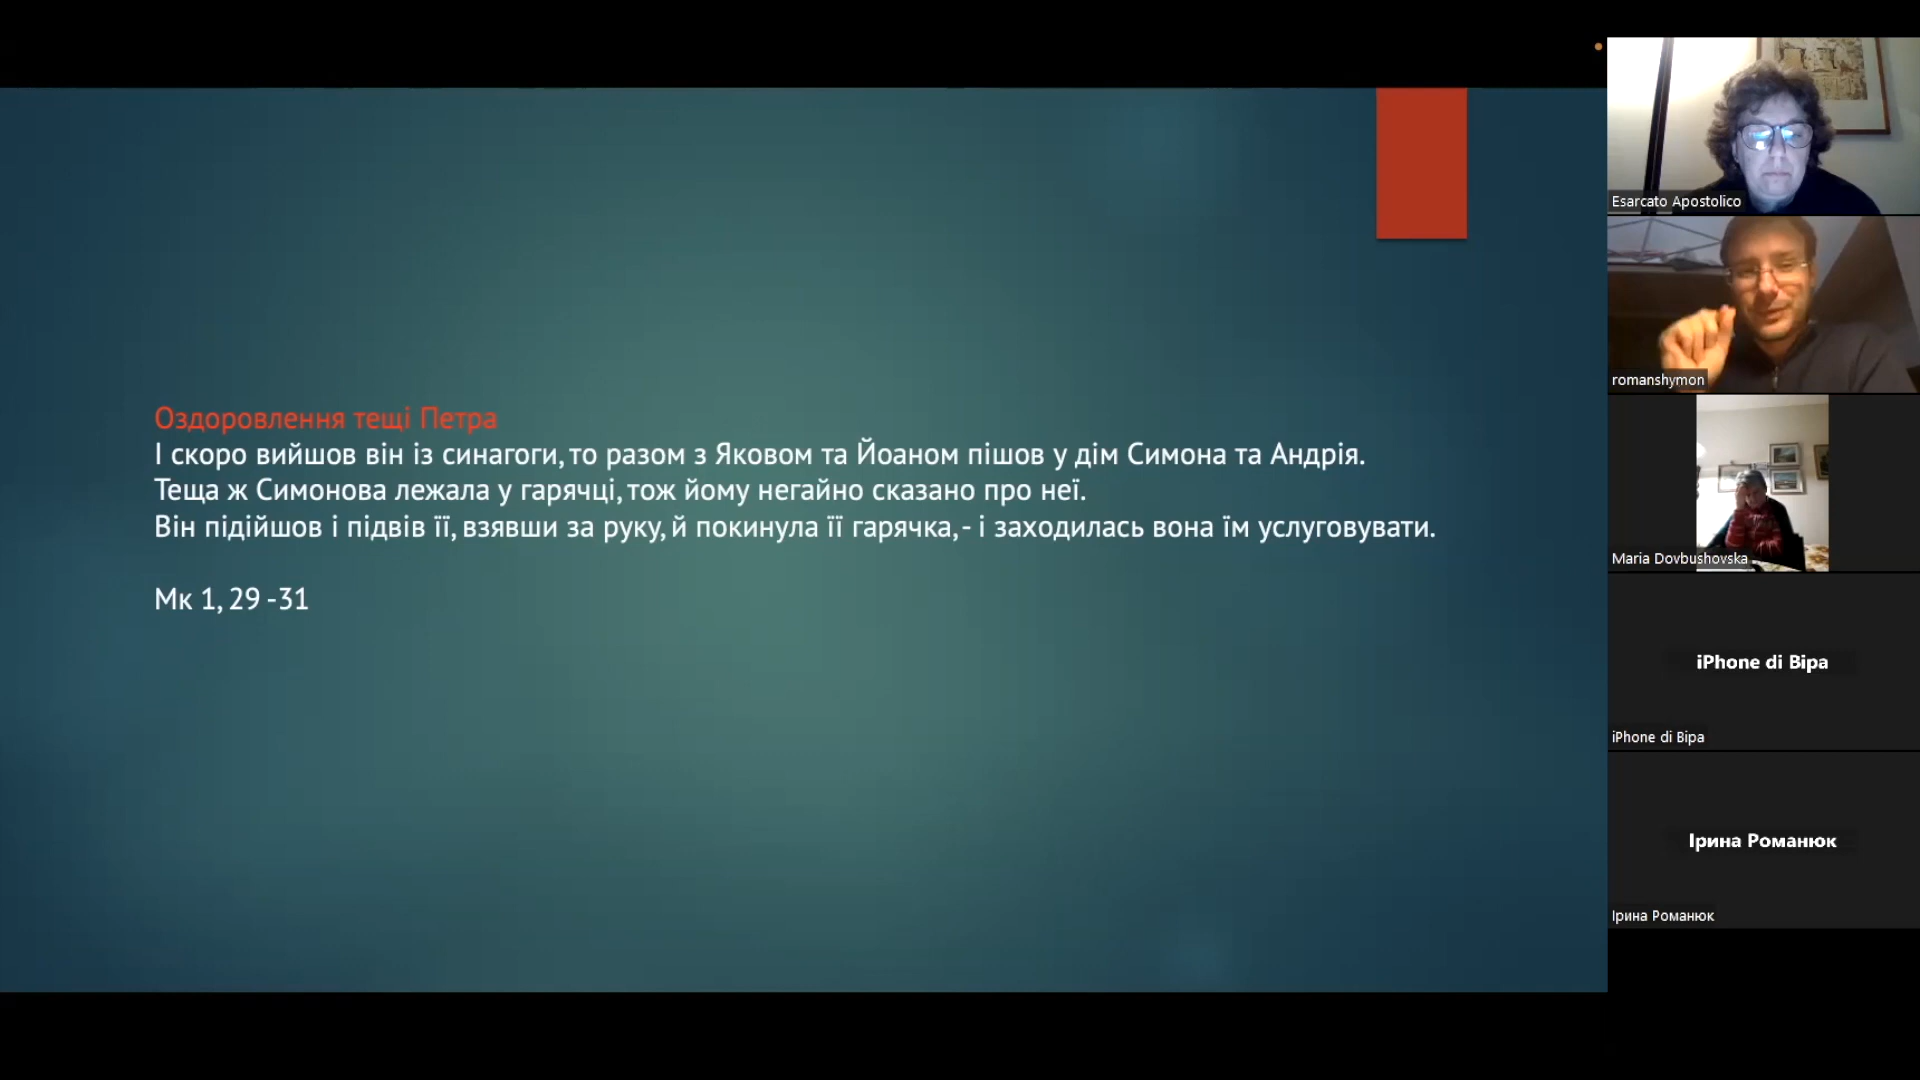 Оздоровлення тещі Петра
І скоро вийшов він із синагоги, то разом з Яковом та Йоаном пішов у дім Симона та Андрія.
Теща ж Симонова лежала у гарячці, тож йому негайно сказано про неї.
Він підійшов і підвів її, взявши за руку, й покинула її гарячка, - і заходилась вона їм услуговувати.
Мк 1, 29 -31
Esarcato Apostolico
romanshymon
Maria Dovbushovska
iPhone di Віра
iPhone di Віра
Ірина Романюк
Ірина Романюк